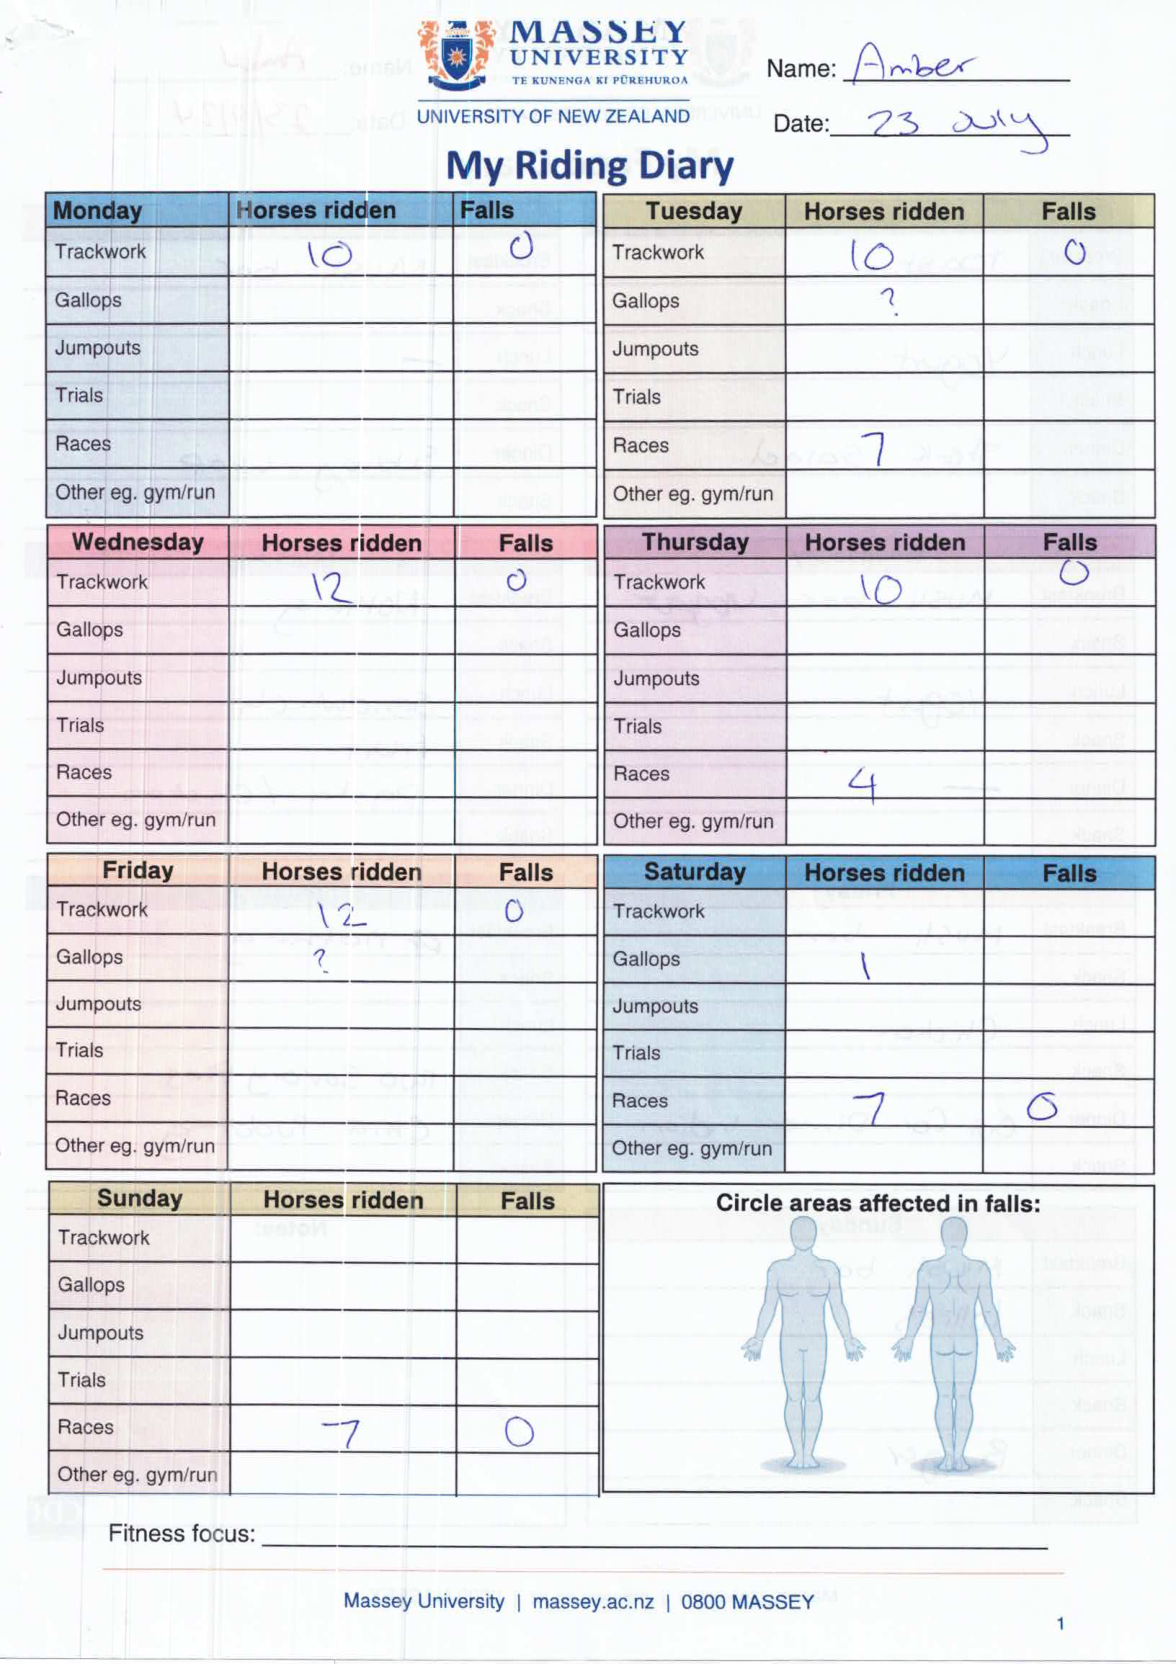 MASSEY
UNIVERSITY
TE KUNENGA KI PŪREHUROA
UNIVERSITY OF NEW ZEALAND
Name: Amber
Date: 23 July
My Riding Diary
Monday Horses ridden Falls
Trackwork 10 0
Gallops
Jumpouts
Trials
Races
Other eg. gym/run
Tuesday Horses ridden Falls
Trackwork 10 0
Gallops ?
Jumpouts
Trials
Races 7
Other eg. gym/run
Wednesday Horses ridden Falls
Trackwork 12 0
Gallops
Jumpouts
Trials
Races
Other eg. gym/run
Thursday Horses ridden Falls
Trackwork 10 0
Gallops
Jumpouts
Trials
Races 4
Other eg. gym/run
Friday Horses ridden Falls
Trackwork 12 0
Gallops ?
Jumpouts
Trials
Races
Other eg. gym/run
Saturday Horses ridden Falls
Trackwork
Gallops 1
Jumpouts
Trials
Races 7 0
Other eg. gym/run
Sunday Horses ridden Falls
Trackwork
Gallops
Jumpouts
Trials
Races 7 0
Other eg. gym/run
Circle areas affected in falls:
Fitness focus:
Massey University | massey.ac.nz | 0800 MASSEY
1